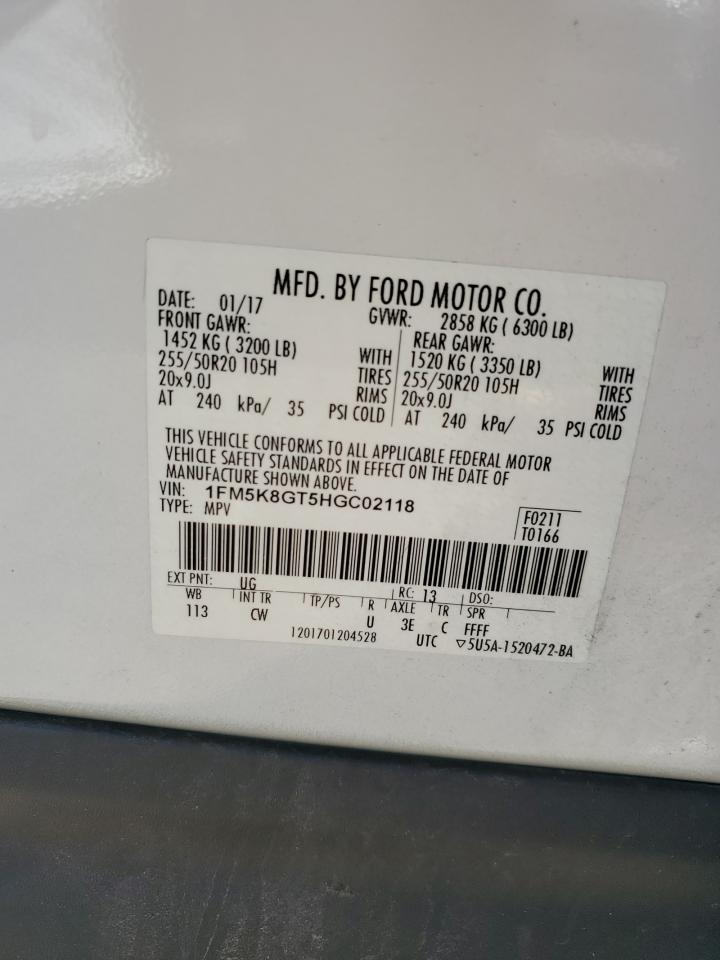 MFD. BY FORD MOTOR CO.
DATE: 01/17 GVWR: 2858 KG ( 6300 LB)
FRONT GAWR: REAR GAWR:
1452 KG ( 3200 LB) WITH 1520 KG ( 3350 LB) WITH
255/50R20 105H TIRES 255/50R20 105H TIRES
20x9.0J RIMS 20x9.0J RIMS
AT 240 kPa/ 35 PSI COLD AT 240 kPa/ 35 PSI COLD
THIS VEHICLE CONFORMS TO ALL APPLICABLE FEDERAL MOTOR
VEHICLE SAFETY STANDARDS IN EFFECT ON THE DATE OF
MANUFACTURE SHOWN ABOVE.
VIN: 1FM5K8GT5HGC02118 F0211
TYPE: MPV T0166
EXT PNT: UG RC: 13 DSO:
WB INT TR TP/PS R AXLE TR SPR
113 CW U 3E C FFFF
1201701204528 UTC ▽5U5A-1520472-BA